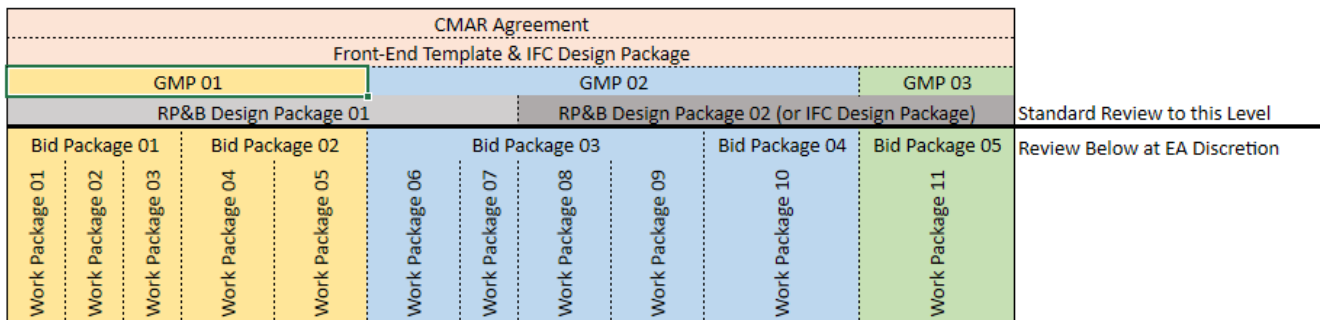 CMAR Agreement
Front-End Template & IFC Design Package
GMP 01 GMP 02 GMP 03
RP&B Design Package 01 RP&B Design Package 02 (or IFC Design Package) Standard Review to this Level
Bid Package 01 Bid Package 02 Bid Package 03 Bid Package 04 Bid Package 05 Review Below at EA Discretion
Work Package 01
Work Package 02
Work Package 03
Work Package 04
Work Package 05
Work Package 06
Work Package 07
Work Package 08
Work Package 09
Work Package 10
Work Package 11